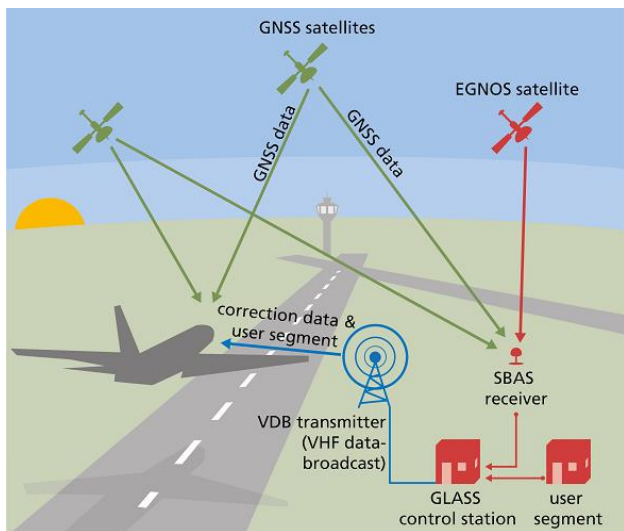 GNSS satellites
EGNOS satellite
GNSS data
GNSS data
correction data &
user segment
SBAS
receiver
VDB transmitter
(VHF data-
broadcast)
GLASS
control station
user
segment